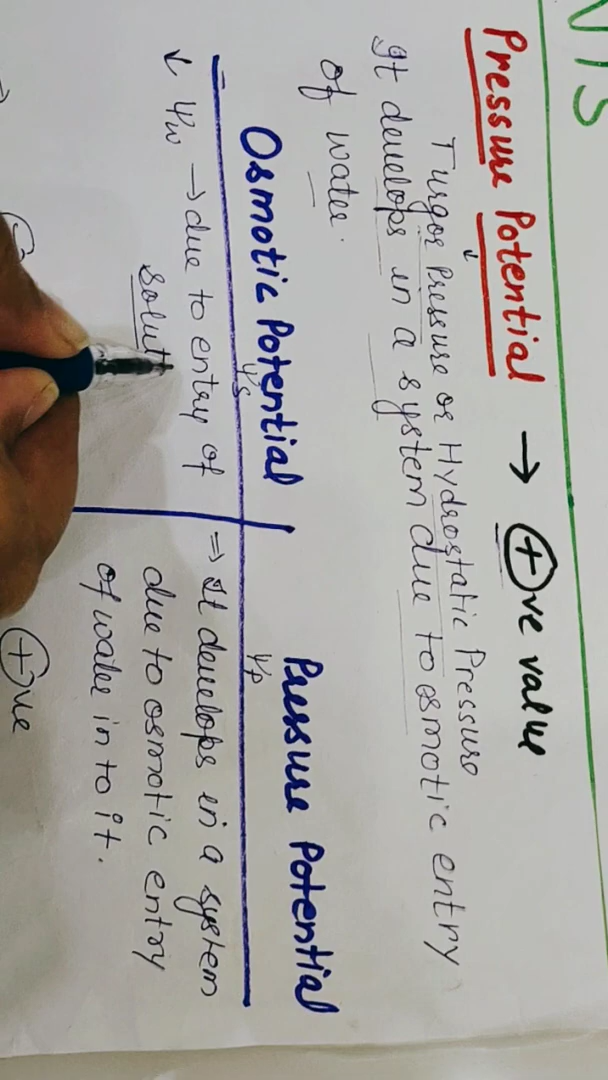 NTS
Pressure Potential → +ve value
Turgor Pressure or Hydrostatic Pressure
It develops in a system due to osmotic entry
of water.
Osmotic Potential
Ψs
Pressure Potential
Ψp
↓ Ψw → due to entry of
solut
⇒ It develops in a system
due to osmotic entry
of water in to it.
+ve